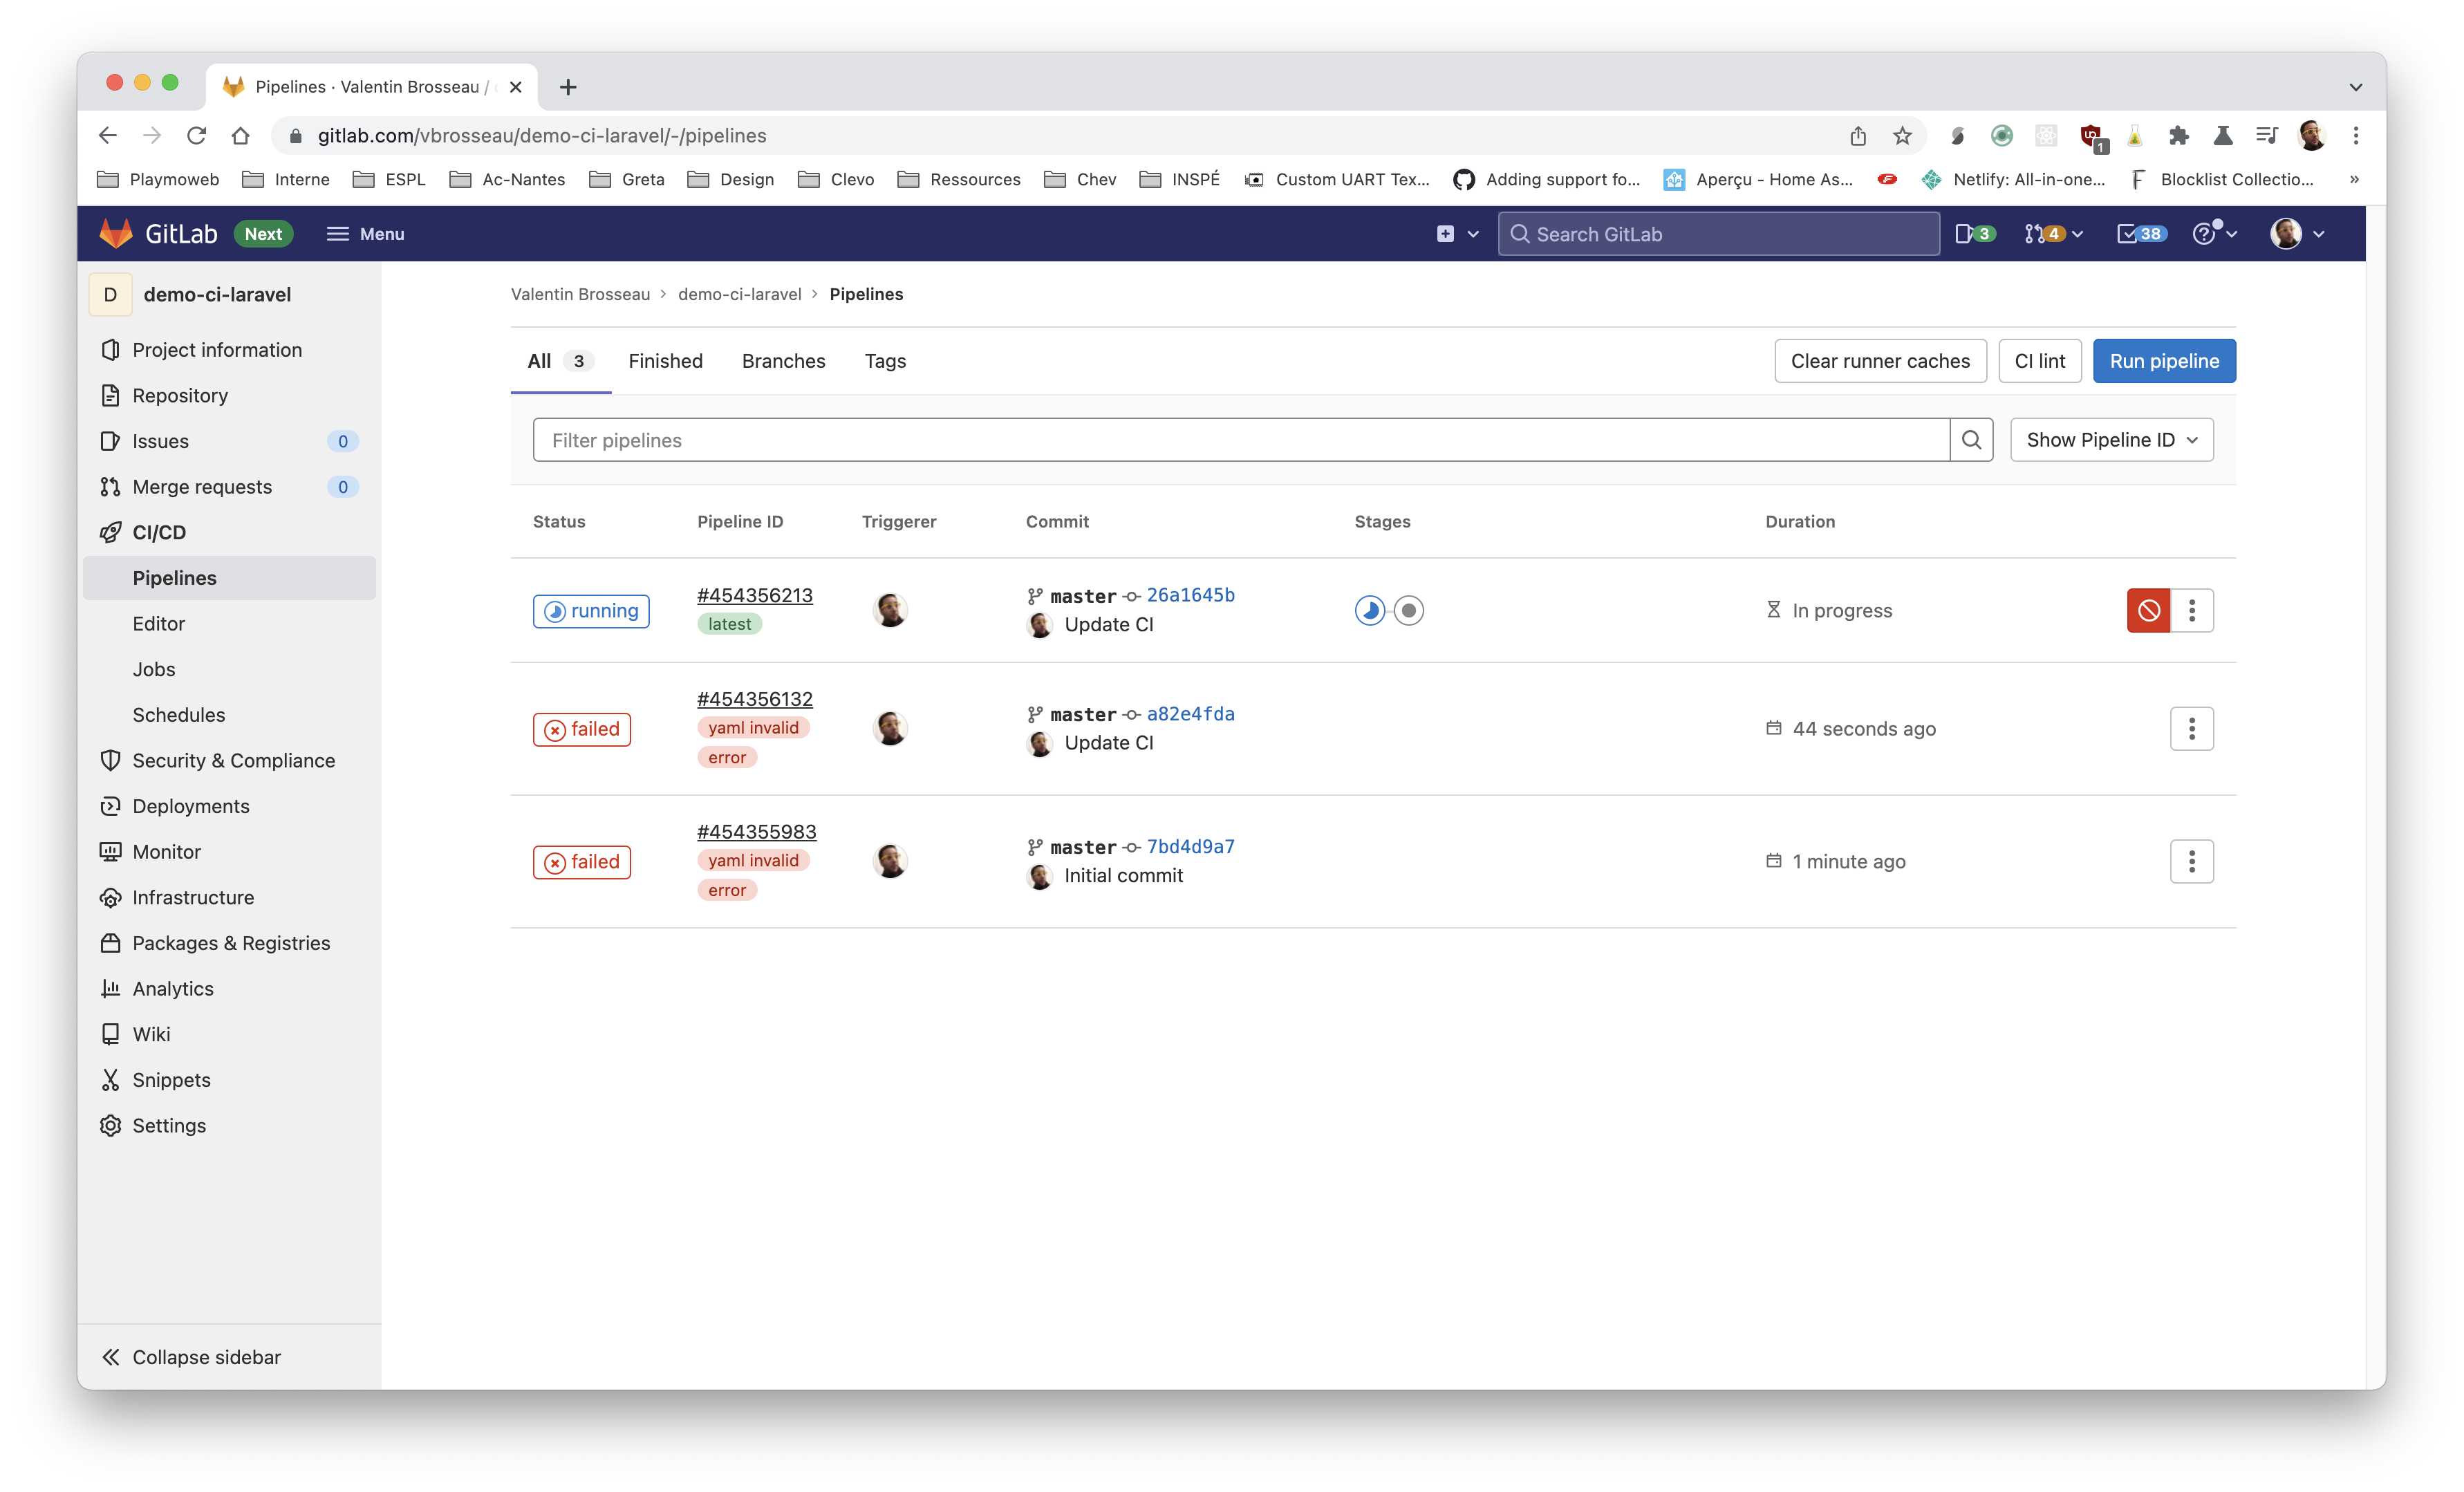 Pipelines · Valentin Brosseau /
gitlab.com/vbrosseau/demo-ci-laravel/-/pipelines
1
Playmoweb Interne ESPL Ac-Nantes Greta Design Clevo Ressources Chev INSPÉ Custom UART Tex... Adding support fo... Aperçu - Home As... Netlify: All-in-one... Blocklist Collectio... »
GitLab Next Menu Search GitLab 3 4 38
D demo-ci-laravel
Project information
Repository
Issues 0
Merge requests 0
CI/CD
Pipelines
Editor
Jobs
Schedules
Security & Compliance
Deployments
Monitor
Infrastructure
Packages & Registries
Analytics
Wiki
Snippets
Settings
Collapse sidebar
Valentin Brosseau › demo-ci-laravel › Pipelines
All 3 Finished Branches Tags Clear runner caches CI lint Run pipeline
Filter pipelines Show Pipeline ID
Status Pipeline ID Triggerer Commit Stages Duration
running #454356213 latest master 26a1645b Update CI In progress
failed #454356132 yaml invalid error master a82e4fda Update CI 44 seconds ago
failed #454355983 yaml invalid error master 7bd4d9a7 Initial commit 1 minute ago